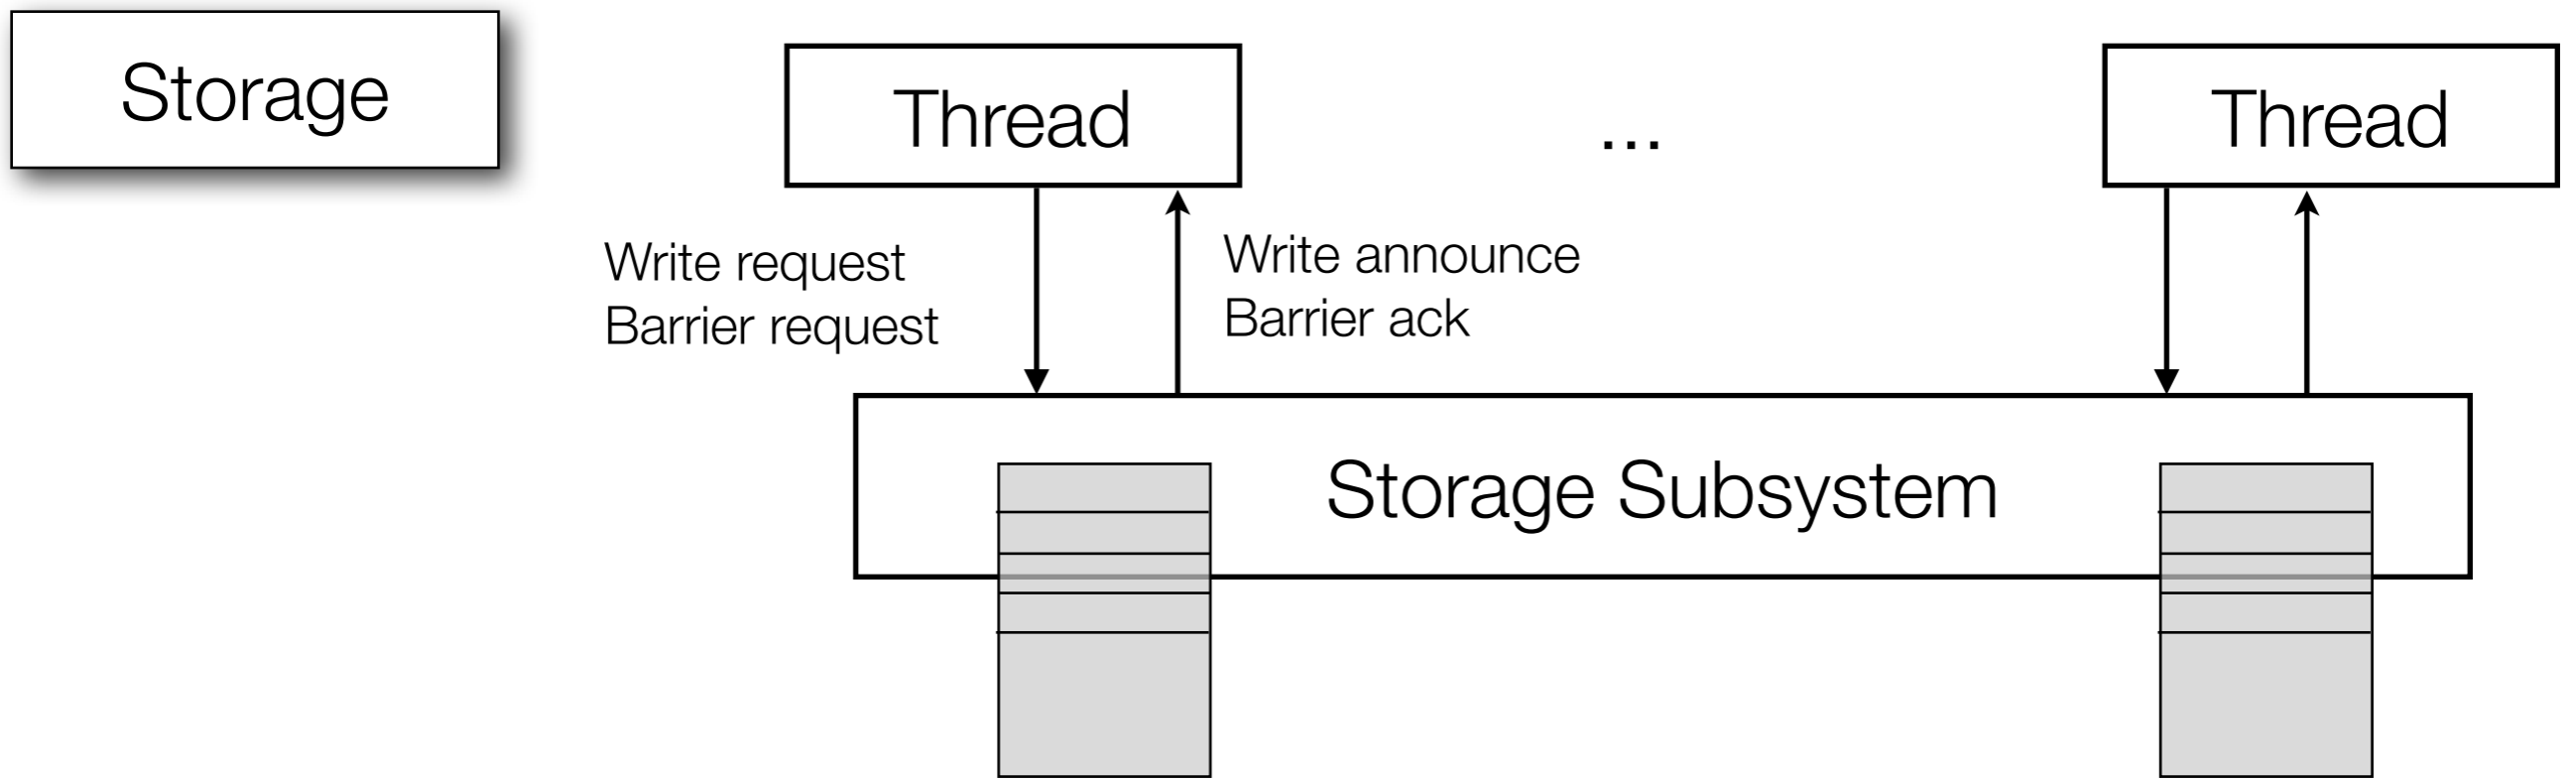 Storage
Thread
...
Thread
Write request
Barrier request
Write announce
Barrier ack
Storage Subsystem